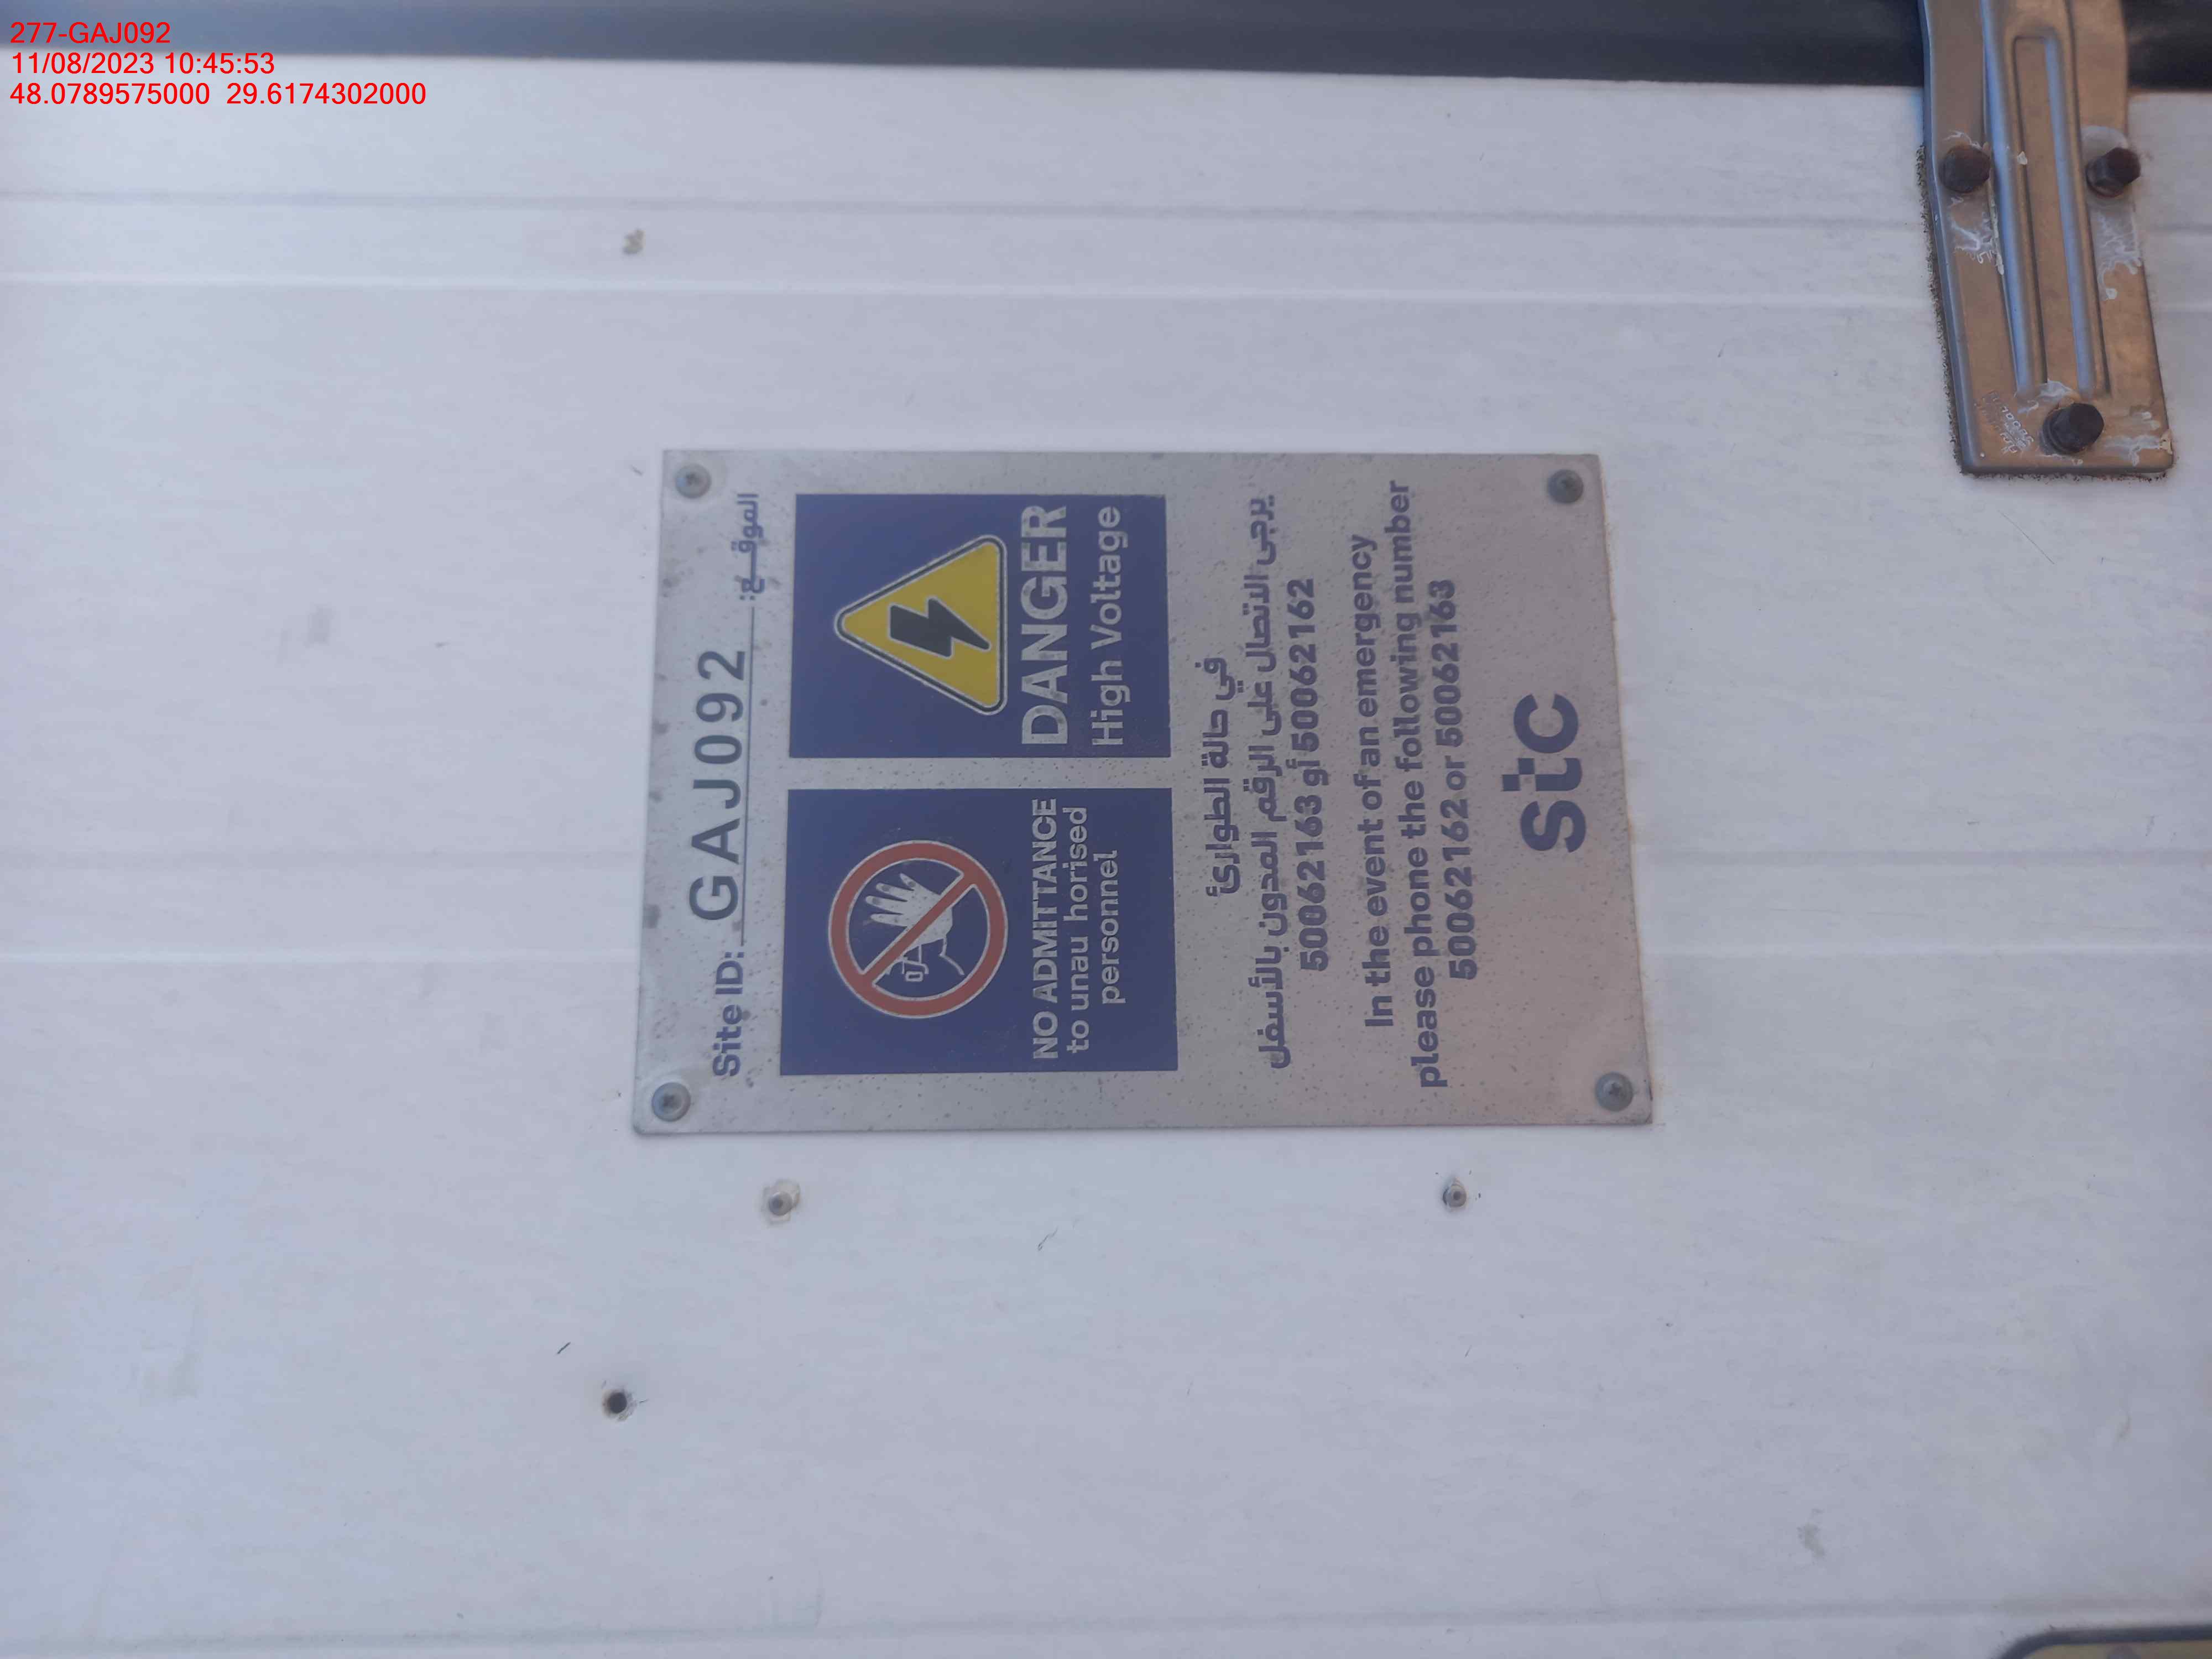 277-GAJ092
11/08/2023 10:45:53
48.0789575000 29.6174302000
Site ID: GAJ092 الموقـــع:
NO ADMITTANCE
to unau horised
personnel
DANGER
High Voltage
في حالة الطوارئ
يرجى الاتصال على الرقم المدون بالأسفل
50062163 أو 50062162
In the event of an emergency
please phone the following number
50062162 or 50062163
stc